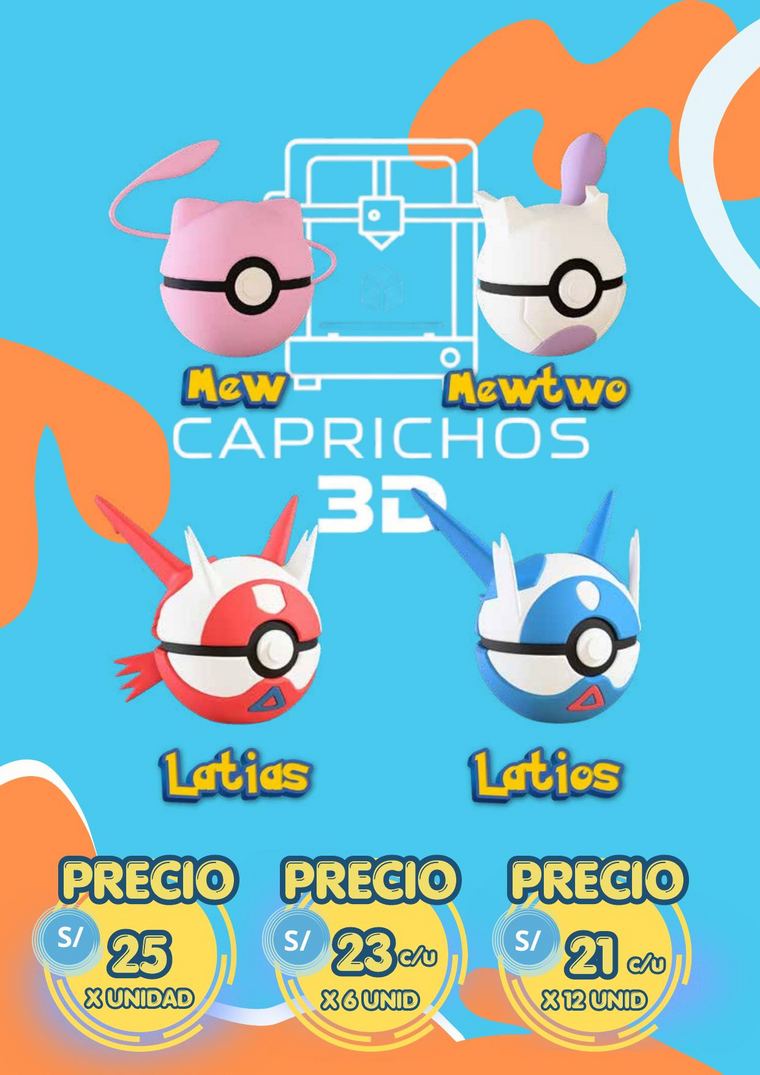 Mew
Mewtwo
CAPRICHOS
3D
Latias
Latios
PRECIO
S/ 25
X UNIDAD
PRECIO
S/ 23 c/u
X 6 UNID
PRECIO
S/ 21 c/u
X 12 UNID